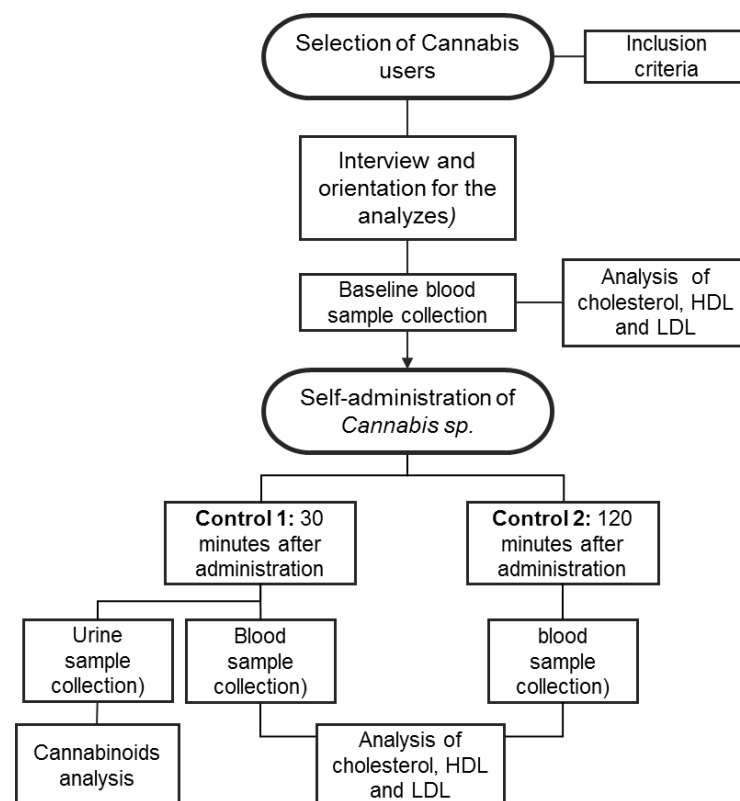 Selection of Cannabis
users
Inclusion
criteria
Interview and
orientation for the
analyzes)
Baseline blood
sample collection
Analysis of
cholesterol, HDL
and LDL
Self-administration of
Cannabis sp.
Control 1: 30
minutes after
administration
Control 2: 120
minutes after
administration
Urine
sample
collection)
Blood
sample
collection)
blood
sample
collection)
Cannabinoids
analysis
Analysis of
cholesterol, HDL
and LDL